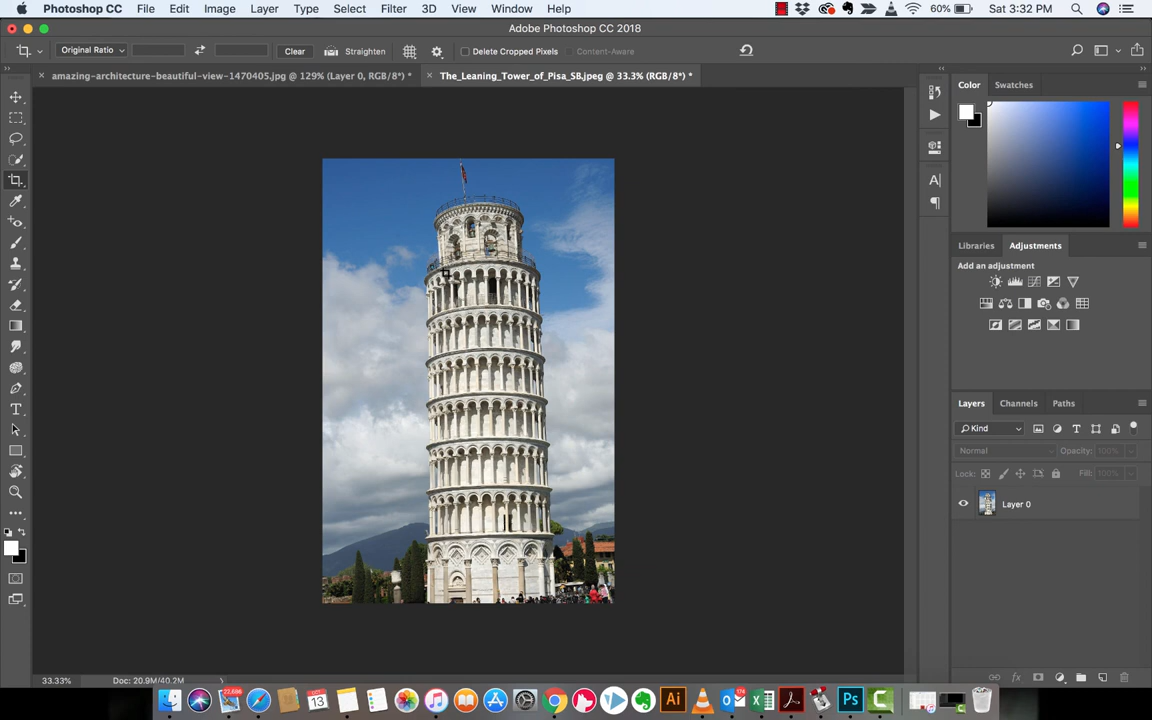 Photoshop CC File Edit Image Layer Type Select Filter 3D View Window Help 60% Sat 3:32 PM
Adobe Photoshop CC 2018
Original Ratio Clear Straighten Delete Cropped Pixels Content-Aware
amazing-architecture-beautiful-view-1470405.jpg @ 129% (Layer 0, RGB/8*) * The_Leaning_Tower_of_Pisa_SB.jpeg @ 33.3% (RGB/8*) *
Color Swatches
Libraries Adjustments
Add an adjustment
Layers Channels Paths
Kind
Normal Opacity: 100%
Lock: Fill: 100%
Layer 0
33.33% Doc: 20.9M/40.2M